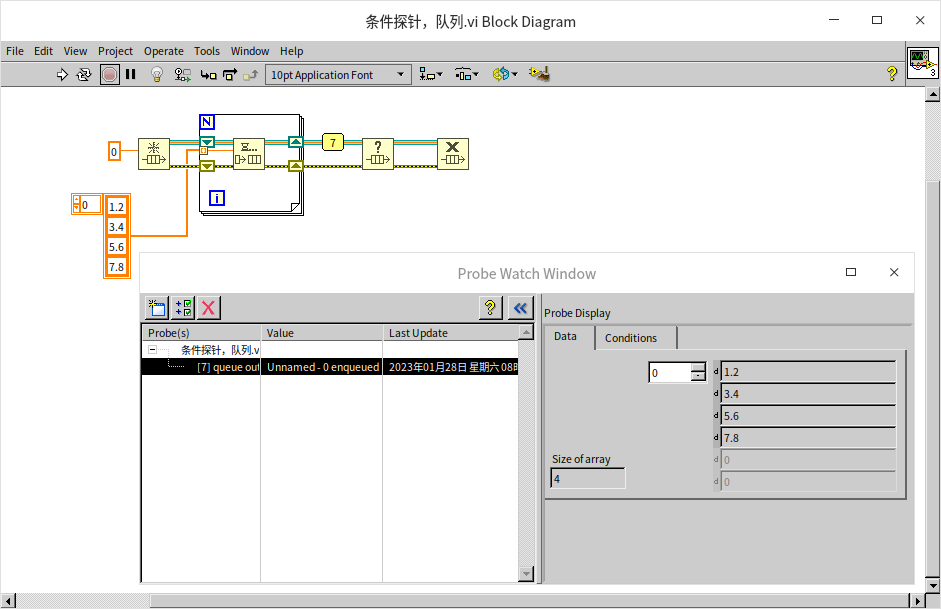 条件探针，队列.vi Block Diagram
File Edit View Project Operate Tools Window Help
10pt Application Font
?
3
N
0
7
?
X
i
0
1.2
3.4
5.6
7.8
Probe Watch Window
?
Probe Display
Probe(s) Value Last Update
条件探针，队列.v
[7] queue out Unnamed - 0 enqueued 2023年01月28日 星期六 08时
Data Conditions
0
1.2
3.4
5.6
7.8
0
0
Size of array
4